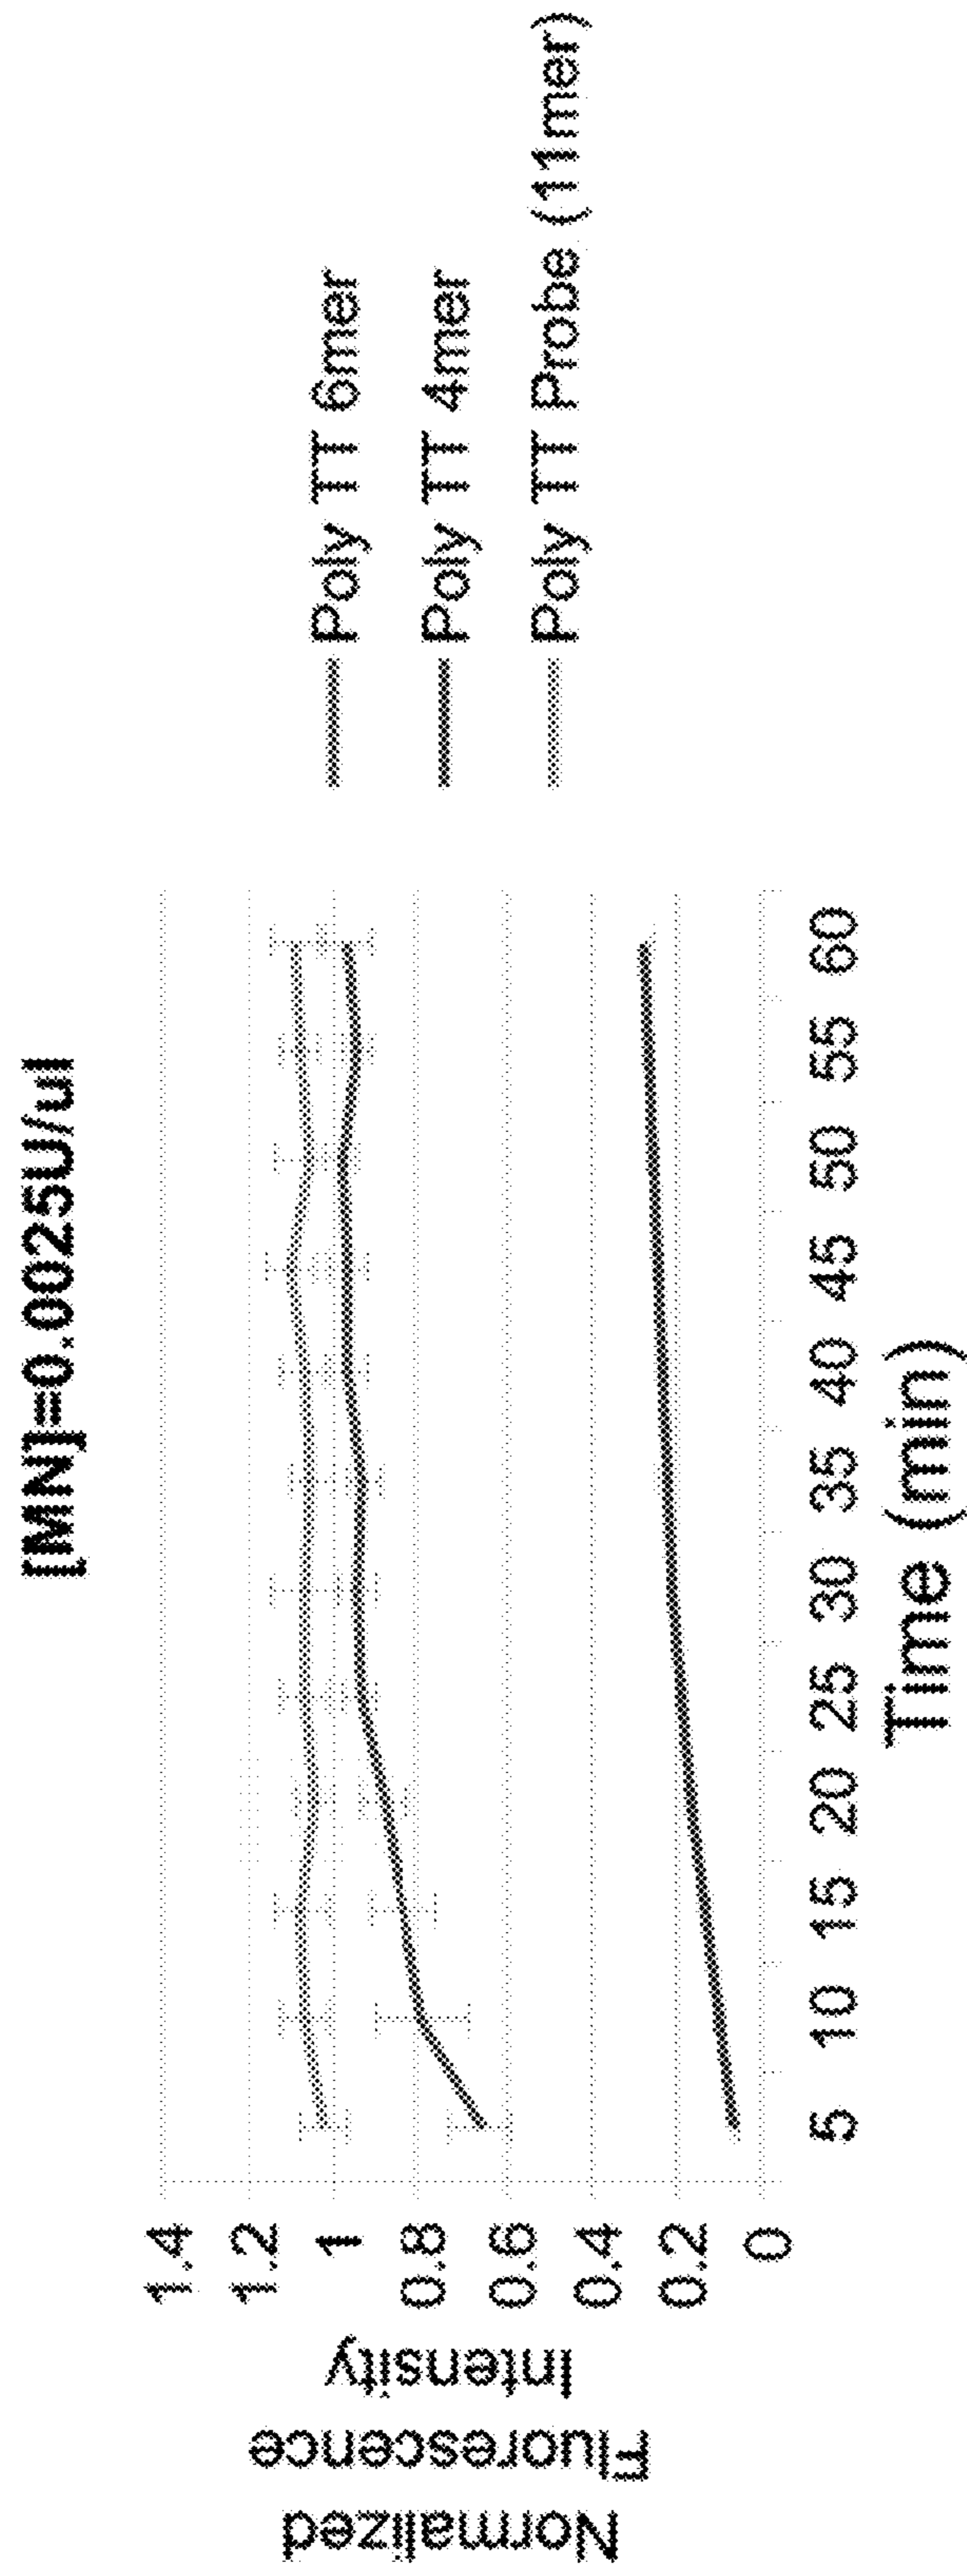 [MN]=0.0025U/ul
Normalized
Fluorescence
Intensity
1.4
1.2
1
0.8
0.6
0.4
0.2
0
5 10 15 20 25 30 35 40 45 50 55 60
Time (min)
Poly TT 6mer
Poly TT 4mer
Poly TT Probe (11mer)